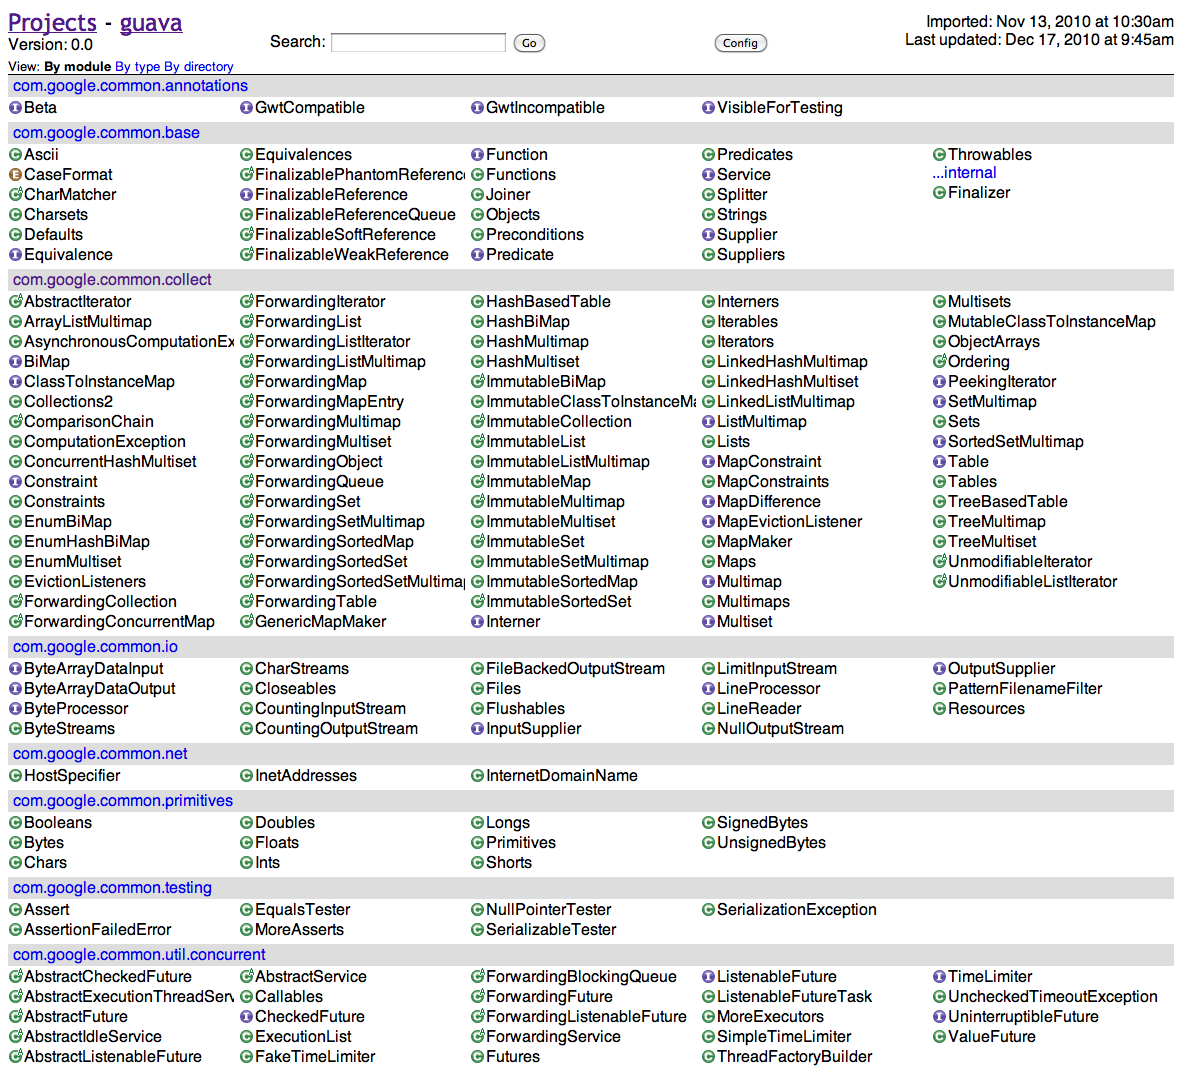 Projects - guava
Version: 0.0
Search:
Go
Config
Imported: Nov 13, 2010 at 10:30am
Last updated: Dec 17, 2010 at 9:45am
View: By module By type By directory
com.google.common.annotations
Beta
GwtCompatible
GwtIncompatible
VisibleForTesting
com.google.common.base
Ascii
CaseFormat
CharMatcher
Charsets
Defaults
Equivalence
Equivalences
FinalizablePhantomReferenc
FinalizableReference
FinalizableReferenceQueue
FinalizableSoftReference
FinalizableWeakReference
Function
Functions
Joiner
Objects
Preconditions
Predicate
Predicates
Service
Splitter
Strings
Supplier
Suppliers
Throwables
...internal
Finalizer
com.google.common.collect
AbstractIterator
ArrayListMultimap
AsynchronousComputationEx
BiMap
ClassToInstanceMap
Collections2
ComparisonChain
ComputationException
ConcurrentHashMultiset
Constraint
Constraints
EnumBiMap
EnumHashBiMap
EnumMultiset
EvictionListeners
ForwardingCollection
ForwardingConcurrentMap
ForwardingIterator
ForwardingList
ForwardingListIterator
ForwardingListMultimap
ForwardingMap
ForwardingMapEntry
ForwardingMultimap
ForwardingMultiset
ForwardingObject
ForwardingQueue
ForwardingSet
ForwardingSetMultimap
ForwardingSortedMap
ForwardingSortedSet
ForwardingSortedSetMultimap
ForwardingTable
GenericMapMaker
HashBasedTable
HashBiMap
HashMultimap
HashMultiset
ImmutableBiMap
ImmutableClassToInstanceMa
ImmutableCollection
ImmutableList
ImmutableListMultimap
ImmutableMap
ImmutableMultimap
ImmutableMultiset
ImmutableSet
ImmutableSetMultimap
ImmutableSortedMap
ImmutableSortedSet
Interner
Interners
Iterables
Iterators
LinkedHashMultimap
LinkedHashMultiset
LinkedListMultimap
ListMultimap
Lists
MapConstraint
MapConstraints
MapDifference
MapEvictionListener
MapMaker
Maps
Multimap
Multimaps
Multiset
Multisets
MutableClassToInstanceMap
ObjectArrays
Ordering
PeekingIterator
SetMultimap
Sets
SortedSetMultimap
Table
Tables
TreeBasedTable
TreeMultimap
TreeMultiset
UnmodifiableIterator
UnmodifiableListIterator
com.google.common.io
ByteArrayDataInput
ByteArrayDataOutput
ByteProcessor
ByteStreams
CharStreams
Closeables
CountingInputStream
CountingOutputStream
FileBackedOutputStream
Files
Flushables
InputSupplier
LimitInputStream
LineProcessor
LineReader
NullOutputStream
OutputSupplier
PatternFilenameFilter
Resources
com.google.common.net
HostSpecifier
InetAddresses
InternetDomainName
com.google.common.primitives
Booleans
Bytes
Chars
Doubles
Floats
Ints
Longs
Primitives
Shorts
SignedBytes
UnsignedBytes
com.google.common.testing
Assert
AssertionFailedError
EqualsTester
MoreAsserts
NullPointerTester
SerializableTester
SerializationException
com.google.common.util.concurrent
AbstractCheckedFuture
AbstractExecutionThreadServ
AbstractFuture
AbstractIdleService
AbstractListenableFuture
AbstractService
Callables
CheckedFuture
ExecutionList
FakeTimeLimiter
ForwardingBlockingQueue
ForwardingFuture
ForwardingListenableFuture
ForwardingService
Futures
ListenableFuture
ListenableFutureTask
MoreExecutors
SimpleTimeLimiter
ThreadFactoryBuilder
TimeLimiter
UncheckedTimeoutException
UninterruptibleFuture
ValueFuture